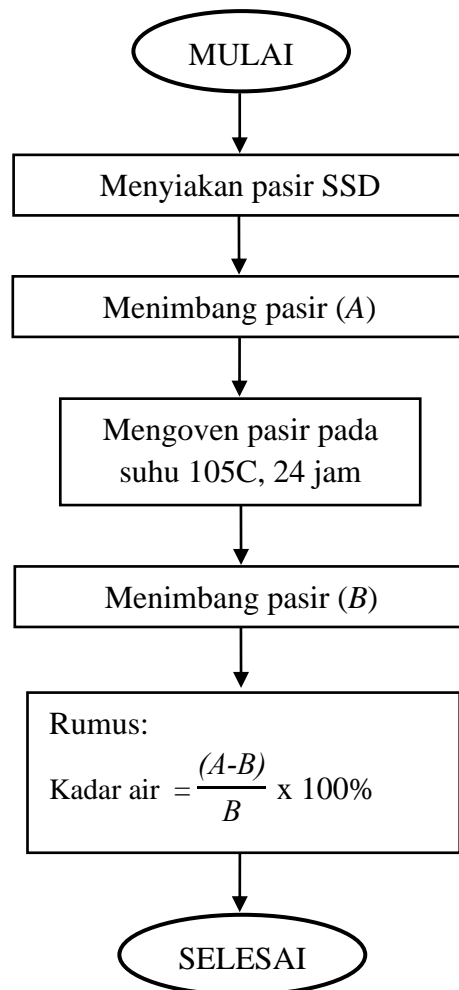 MULAI
Menyiakan pasir SSD
Menimbang pasir (A)
Mengoven pasir pada
suhu 105C, 24 jam
Menimbang pasir (B)
Rumus:
Kadar air = (A-B)/B x 100%
SELESAI